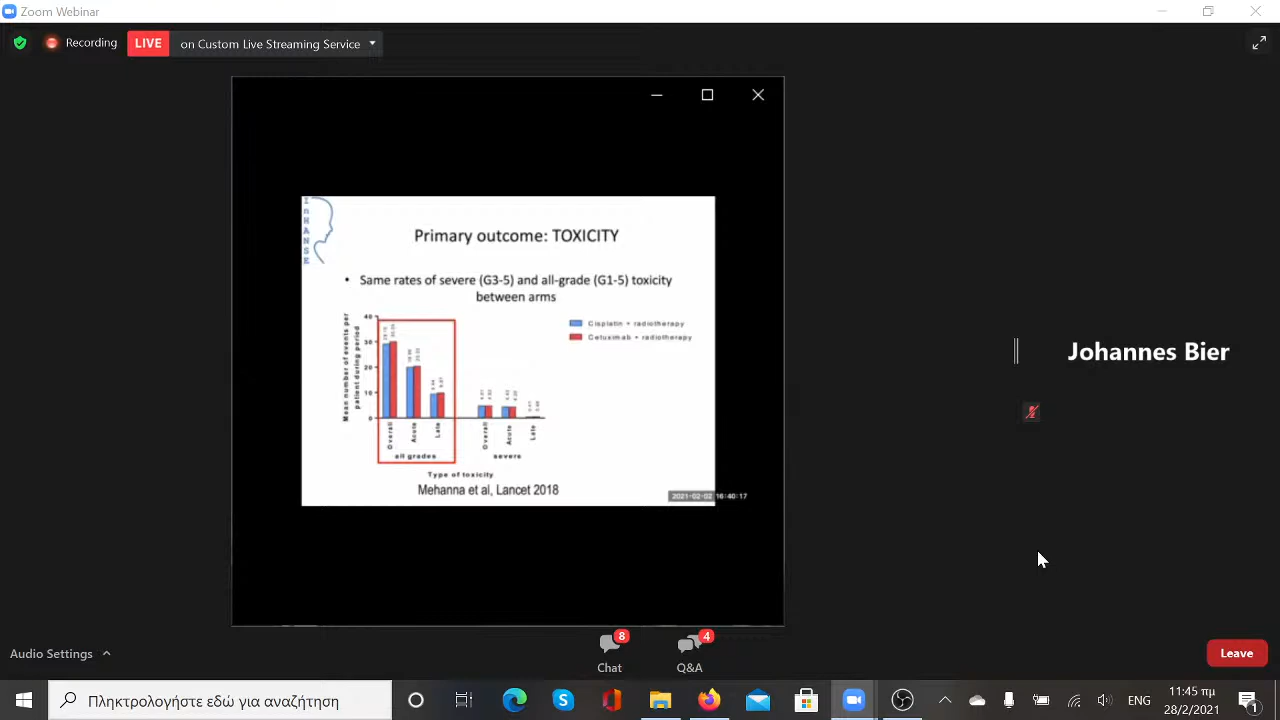 Zoom Webinar
Recording
LIVE
on Custom Live Streaming Service
InHANSE
Primary outcome: TOXICITY
• Same rates of severe (G3-5) and all-grade (G1-5) toxicity
between arms
Mean number of events per
patient during period
40
30
20
10
0
Cisplatin + radiotherapy
Cetuximab + radiotherapy
Overall
Acute
Late
Overall
Acute
Late
all grades
severe
Type of toxicity
Mehanna et al, Lancet 2018
2021-02-02 16:40:17
Johannes Bier
Audio Settings
8
Chat
4
Q&A
Leave
Πληκτρολογήστε εδώ για αναζήτηση
ENG
11:45 πμ
28/2/2021
1